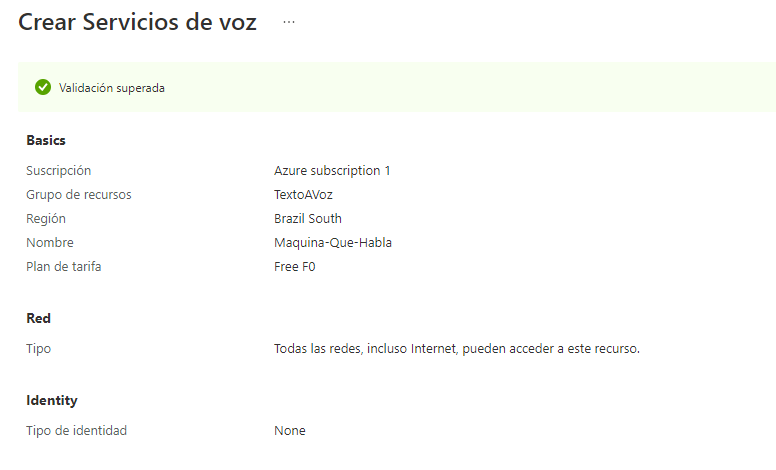 Crear Servicios de voz ...
Validación superada
Basics
Suscripción Azure subscription 1
Grupo de recursos TextoAVoz
Región Brazil South
Nombre Maquina-Que-Habla
Plan de tarifa Free F0
Red
Tipo Todas las redes, incluso Internet, pueden acceder a este recurso.
Identity
Tipo de identidad None